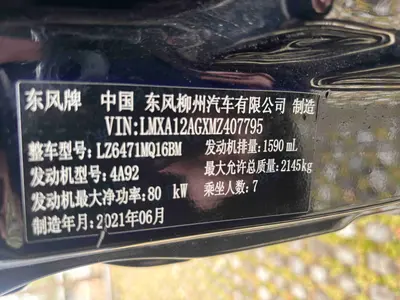 东风牌 中国 东风柳州汽车有限公司 制造
VIN:LMXA12AGXMZ407795
整车型号:LZ6471MQ16BM 发动机排量:1590 mL
发动机型号:4A92 最大允许总质量:2145kg
发动机最大净功率:80 kW 乘坐人数:7
制造年月:2021年06月